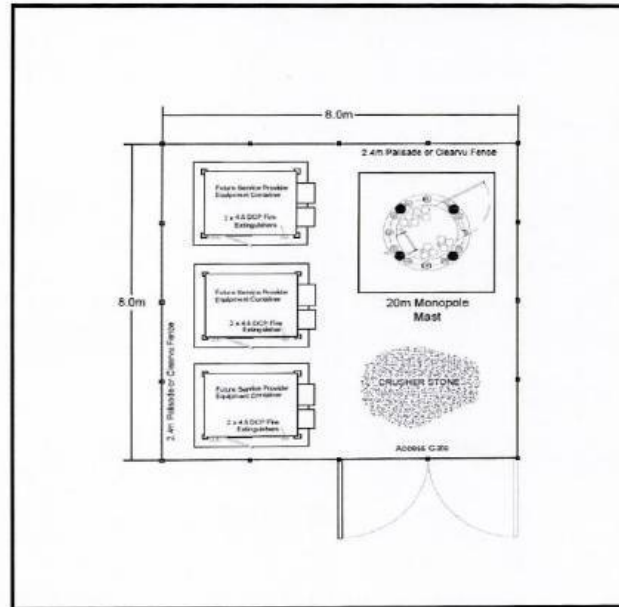 8.0m
2.4m Palisade or Clearvu Fence
Future Service Provider
Equipment Container
2 x 4.5 DCP Fire
Extinguishers
8.0m
Future Service Provider
Equipment Container
2 x 4.5 DCP Fire
Extinguishers
20m Monopole
Mast
2.4m Palisade or Clearvu Fence
Future Service Provider
Equipment Container
2 x 4.5 DCP Fire
Extinguishers
CRUSHER STONE
Access Gate